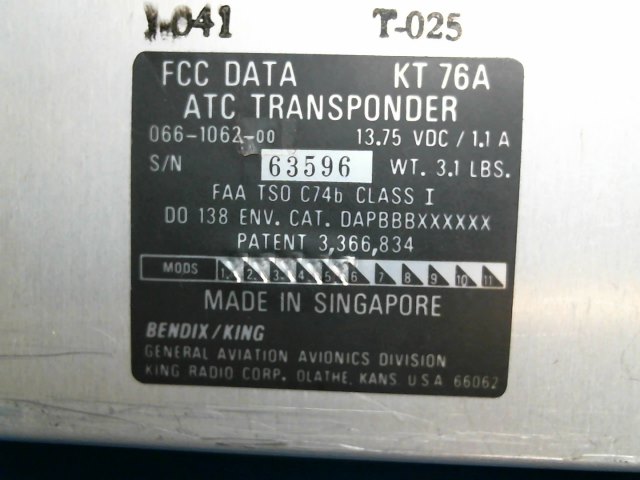 1-041 T-025
FCC DATA KT 76A
ATC TRANSPONDER
066-1062-00 13.75 VDC / 1.1 A
S/N 63596 WT. 3.1 LBS.
FAA TSO C74b CLASS I
DO 138 ENV. CAT. DAPBBBXXXXXX
PATENT 3,366,834
MODS 1 2 3 4 5 6 7 8 9 10 11
MADE IN SINGAPORE
BENDIX/KING
GENERAL AVIATION AVIONICS DIVISION
KING RADIO CORP. OLATHE, KANS. U.S.A 66062